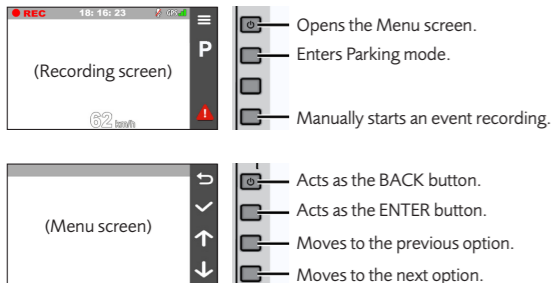 REC 18:16:23 GPS
P
(Recording screen)
62 km/h
Opens the Menu screen.
Enters Parking mode.
Manually starts an event recording.
(Menu screen)
Acts as the BACK button.
Acts as the ENTER button.
Moves to the previous option.
Moves to the next option.